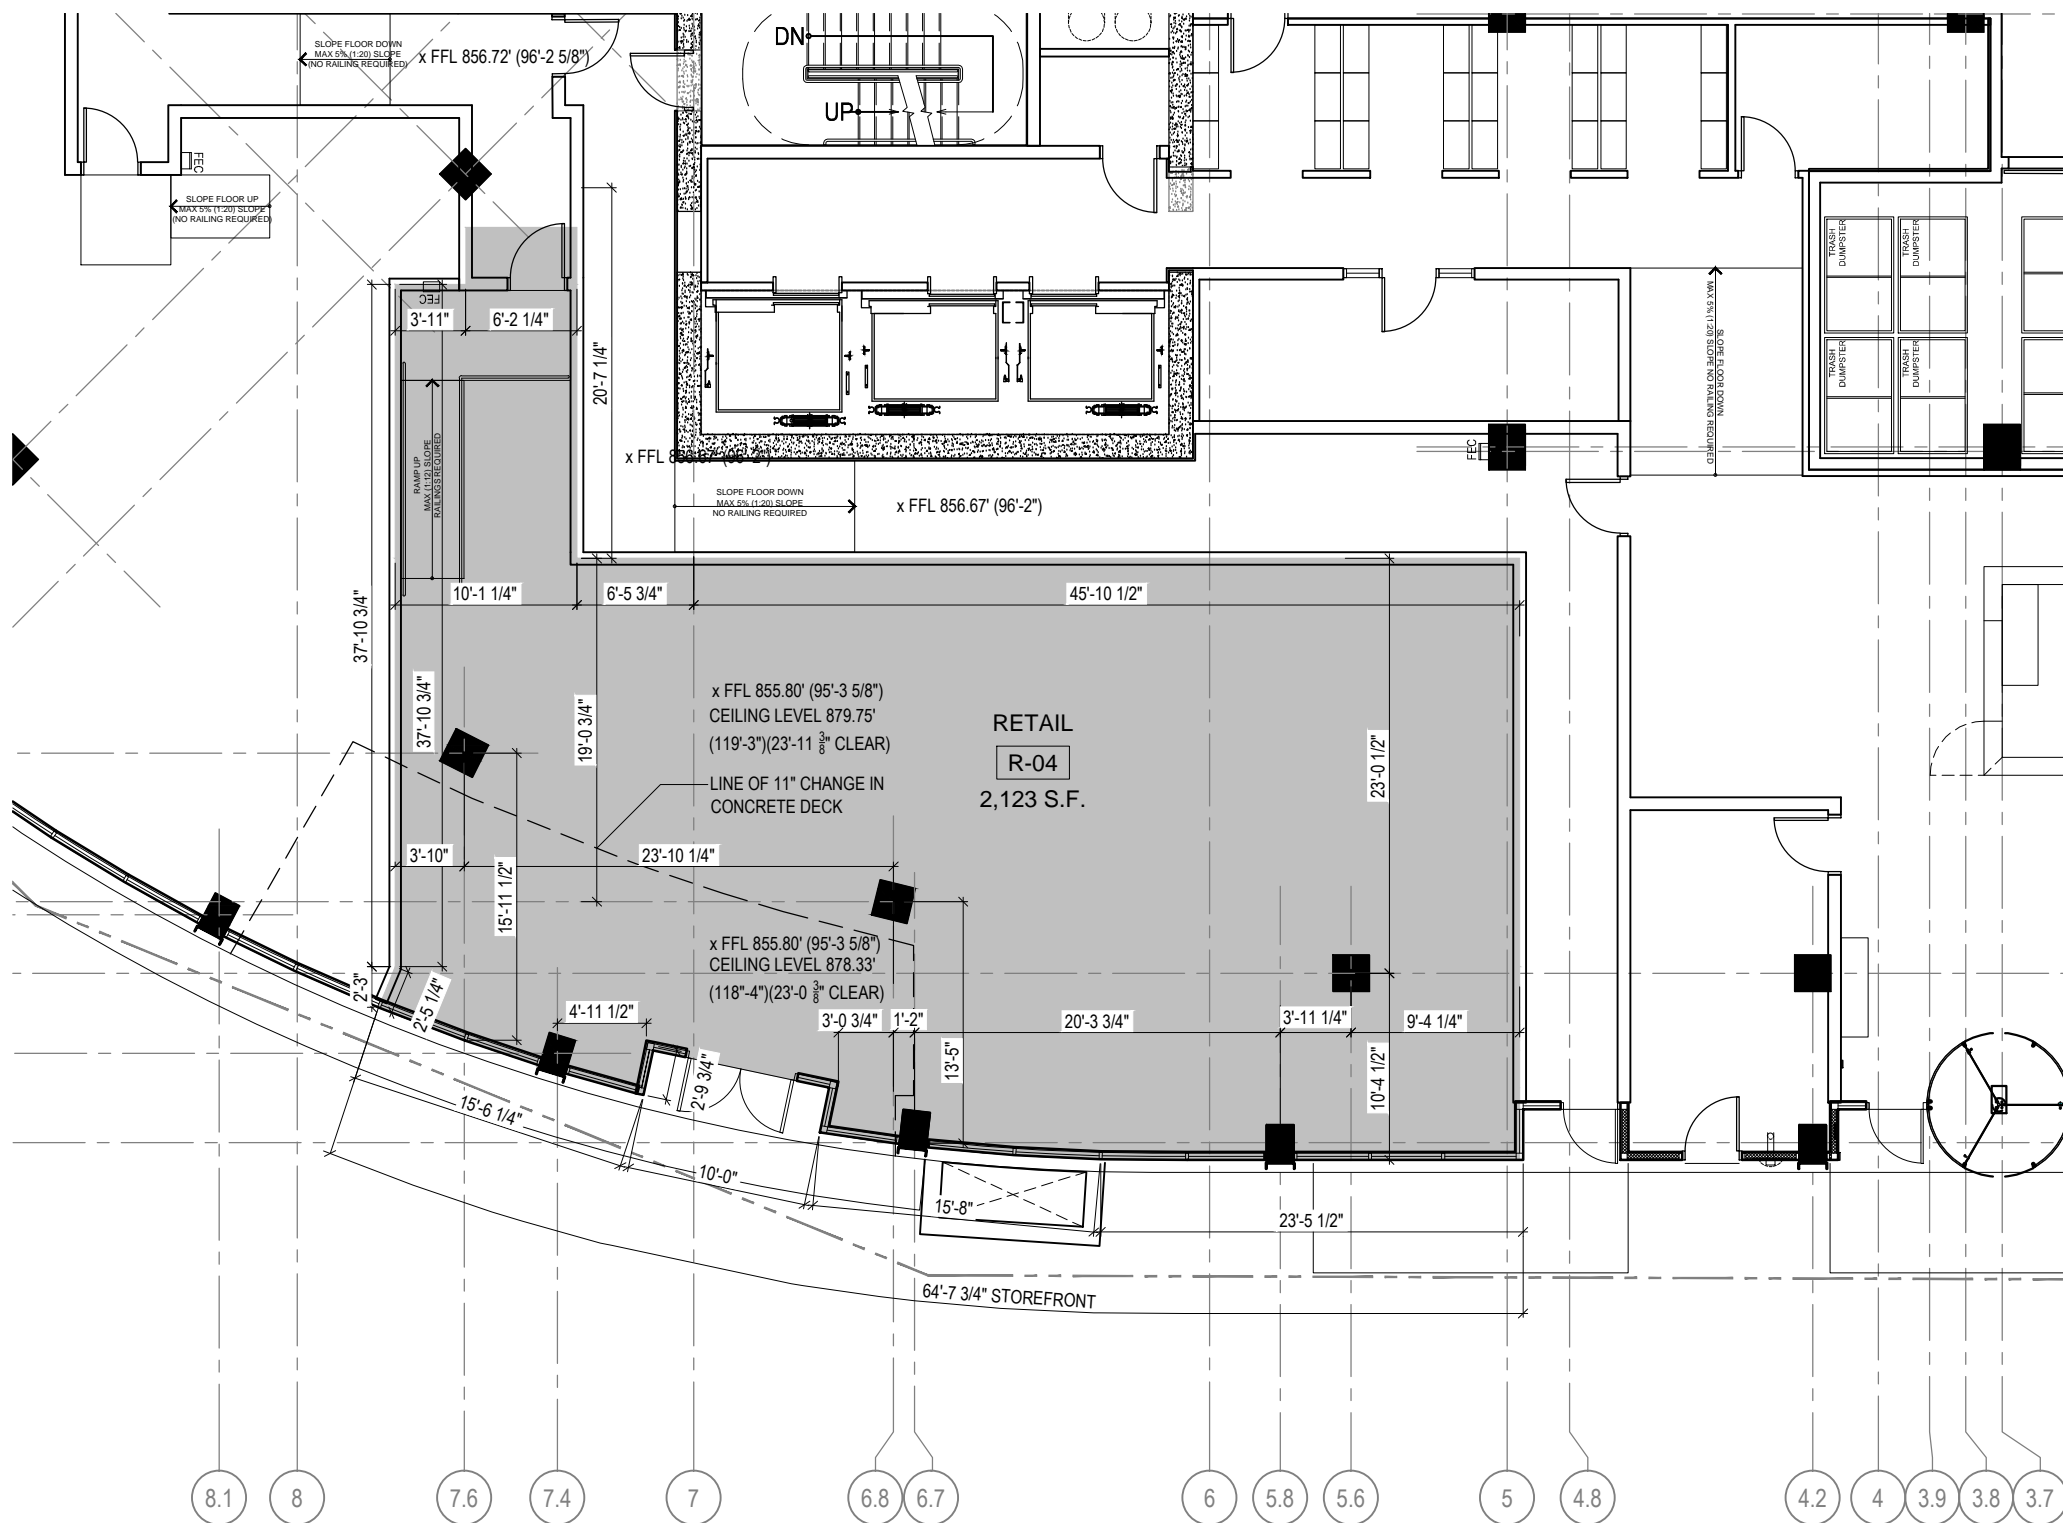 DN
UP
SLOPE FLOOR DOWN
MAX 5% (1:20) SLOPE
(NO RAILING REQUIRED)
x FFL 856.72' (96'-2 5/8")
FEC
SLOPE FLOOR UP
MAX 5% (1:20) SLOPE
(NO RAILING REQUIRED)
TRASH
DUMPSTER
TRASH
DUMPSTER
TRASH
DUMPSTER
TRASH
DUMPSTER
SLOPE FLOOR DOWN
MAX 5% (1:20) SLOPE NO RAILING REQUIRED
FEC
3'-11"
6'-2 1/4"
20'-7 1/4"
RAMP UP
MAX (1:12) SLOPE
RAILINGS REQUIRED
x FFL 856.67' (96'-2")
SLOPE FLOOR DOWN
MAX 5% (1:20) SLOPE
NO RAILING REQUIRED
x FFL 856.67' (96'-2")
FEC
10'-1 1/4"
6'-5 3/4"
45'-10 1/2"
37'-10 3/4"
37'-10 3/4"
19'-0 3/4"
x FFL 855.80' (95'-3 5/8")
CEILING LEVEL 879.75'
(119'-3")(23'-11 3/8" CLEAR)
LINE OF 11" CHANGE IN
CONCRETE DECK
RETAIL
R-04
2,123 S.F.
23'-0 1/2"
3'-10"
23'-10 1/4"
15'-11 1/2"
x FFL 855.80' (95'-3 5/8")
CEILING LEVEL 878.33'
(118"-4")(23'-0 3/8" CLEAR)
2'-3"
2'-5 1/4"
4'-11 1/2"
3'-0 3/4"
1'-2"
20'-3 3/4"
3'-11 1/4"
9'-4 1/4"
2'-9 3/4"
13'-5"
10'-4 1/2"
15'-6 1/4"
10'-0"
15'-8"
23'-5 1/2"
64'-7 3/4" STOREFRONT
8.1
8
7.6
7.4
7
6.8
6.7
6
5.8
5.6
5
4.8
4.2
4
3.9
3.8
3.7